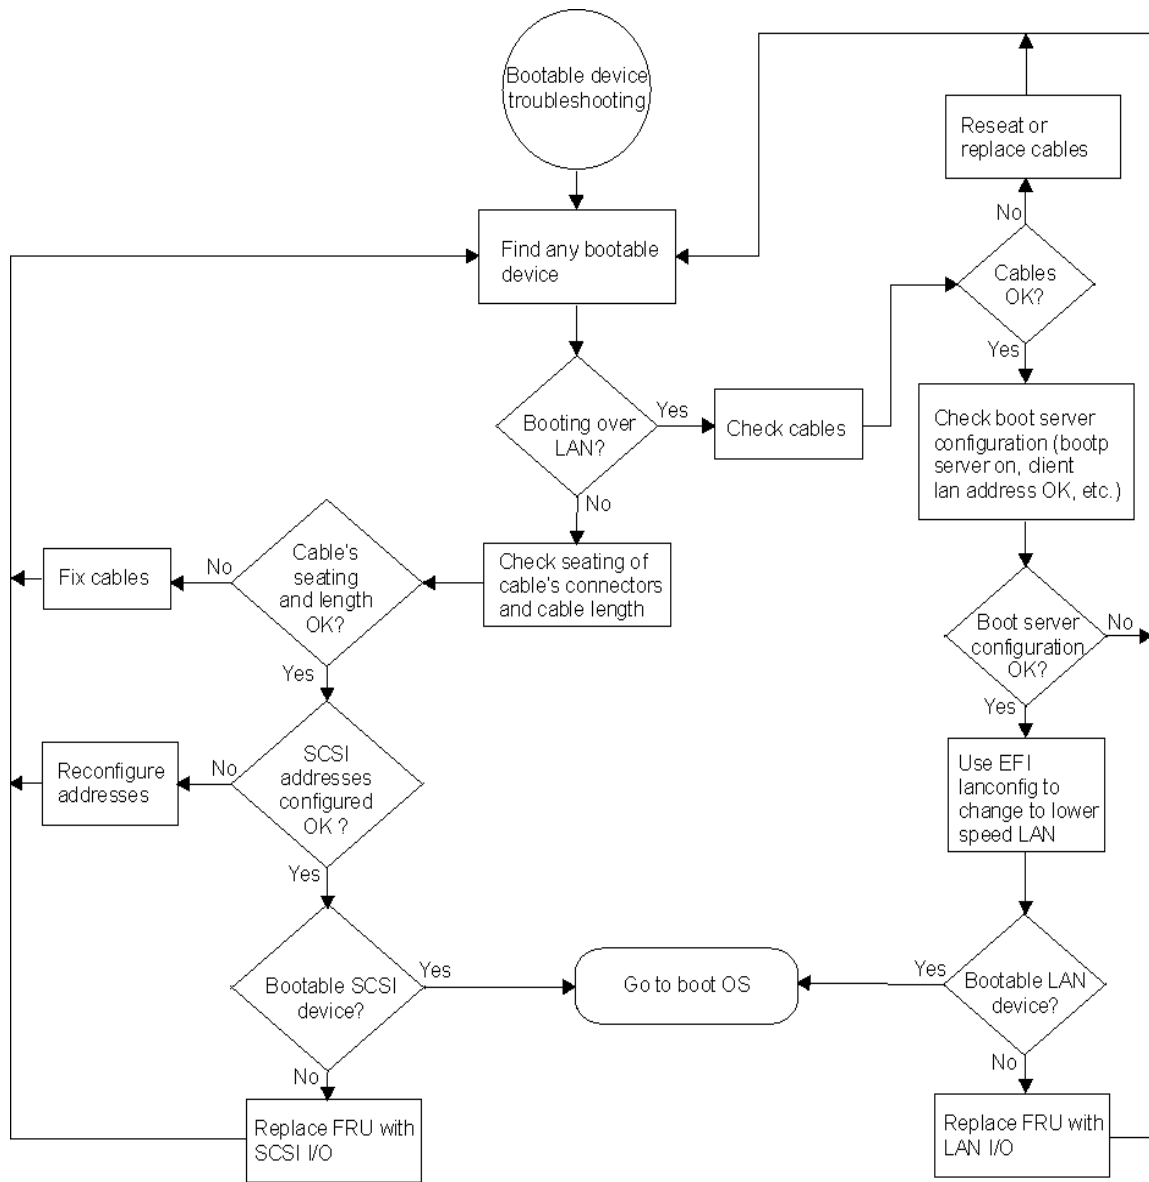 Bootable device
troubleshooting
Reseat or
replace cables
No
Find any bootable
device
Cables
OK?
Yes
Booting over
LAN?
Yes
Check cables
Check boot server
configuration (bootp
server on, client
lan address OK, etc.)
No
Fix cables
No
Cable's
seating
and length
OK?
Check seating of
cable's connectors
and cable length
Boot server
configuration
OK?
No
Yes
Yes
Reconfigure
addresses
No
SCSI
addresses
configured
OK ?
Use EFI
lanconfig to
change to lower
speed LAN
Yes
Bootable SCSI
device?
Yes
Go to boot OS
Yes
Bootable LAN
device?
No
No
Replace FRU with
SCSI I/O
Replace FRU with
LAN I/O